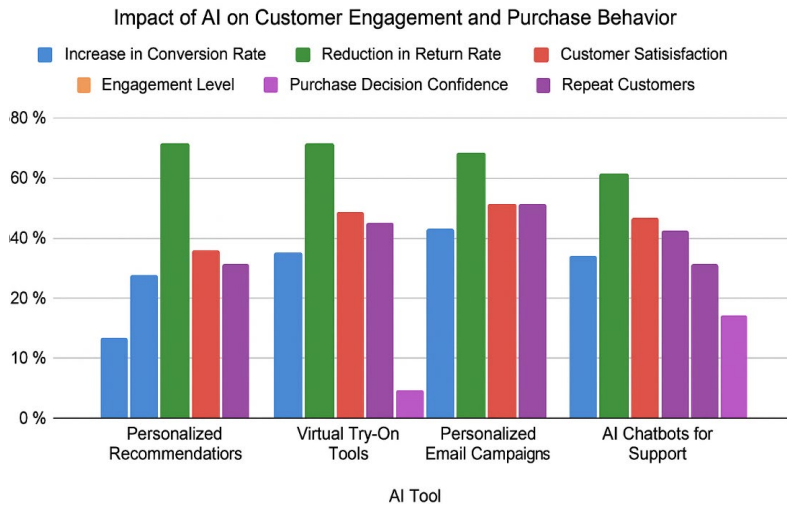 Impact of AI on Customer Engagement and Purchase Behavior
Increase in Conversion Rate Reduction in Return Rate Customer Satisisfaction
Engagement Level Purchase Decision Confidence Repeat Customers
80 %
60 %
40 %
20 %
10 %
0 %
Personalized Virtual Try-On Personalized AI Chatbots for
Recommendatiors Tools Email Campaigns Support
AI Tool